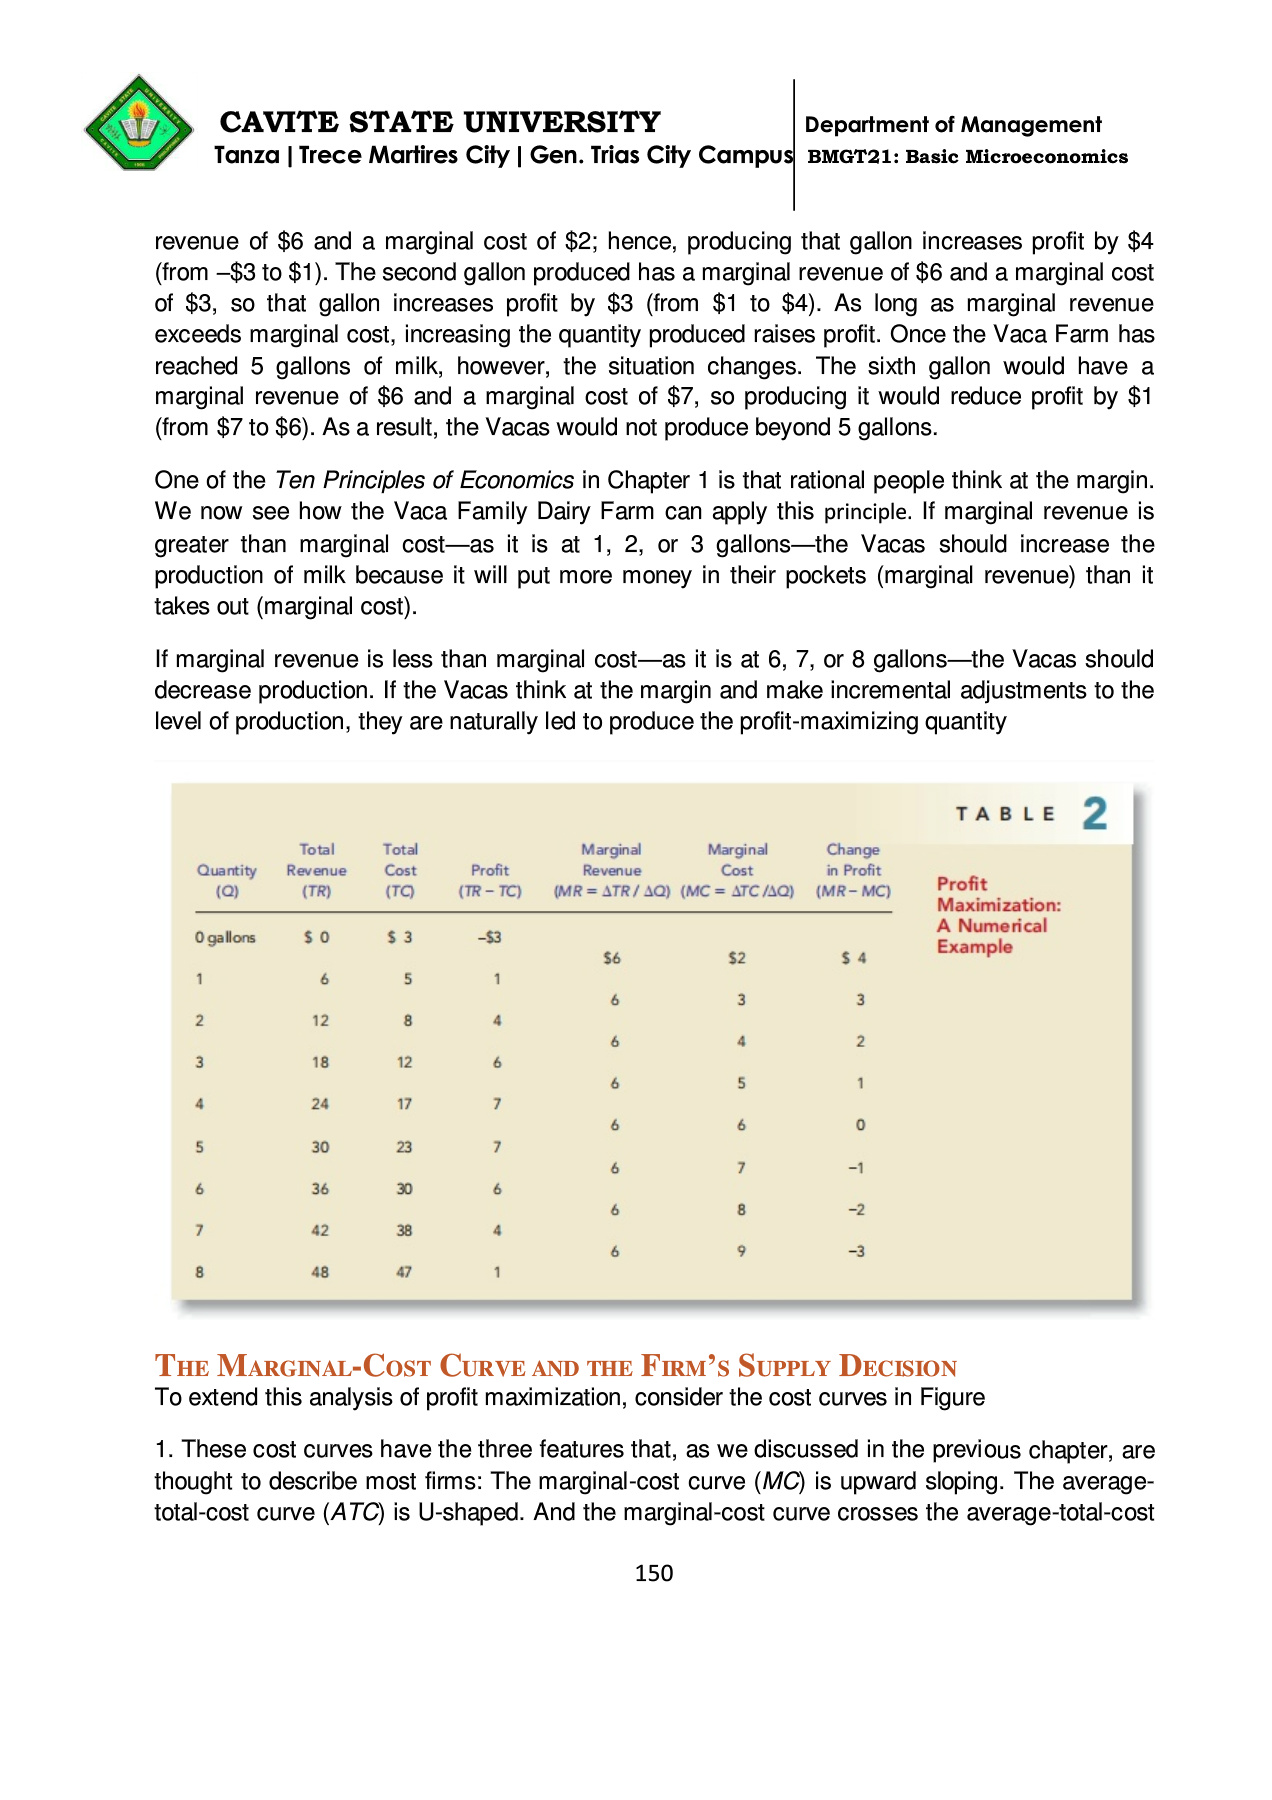 CAVITE STATE UNIVERSITY
Tanza | Trece Martires City | Gen. Trias City Campus
Department of Management
BMGT21: Basic Microeconomics
revenue of $6 and a marginal cost of $2; hence, producing that gallon increases profit by $4
(from –$3 to $1). The second gallon produced has a marginal revenue of $6 and a marginal cost
of $3, so that gallon increases profit by $3 (from $1 to $4). As long as marginal revenue
exceeds marginal cost, increasing the quantity produced raises profit. Once the Vaca Farm has
reached 5 gallons of milk, however, the situation changes. The sixth gallon would have a
marginal revenue of $6 and a marginal cost of $7, so producing it would reduce profit by $1
(from $7 to $6). As a result, the Vacas would not produce beyond 5 gallons.
One of the Ten Principles of Economics in Chapter 1 is that rational people think at the margin.
We now see how the Vaca Family Dairy Farm can apply this principle. If marginal revenue is
greater than marginal cost—as it is at 1, 2, or 3 gallons—the Vacas should increase the
production of milk because it will put more money in their pockets (marginal revenue) than it
takes out (marginal cost).
If marginal revenue is less than marginal cost—as it is at 6, 7, or 8 gallons—the Vacas should
decrease production. If the Vacas think at the margin and make incremental adjustments to the
level of production, they are naturally led to produce the profit-maximizing quantity
TABLE 2
Profit
Maximization:
A Numerical
Example
Total Total Marginal Marginal Change
Quantity Revenue Cost Profit Revenue Cost in Profit
(Q) (TR) (TC) (TR – TC) (MR = ΔTR / ΔQ) (MC = ΔTC /ΔQ) (MR – MC)
0 gallons $ 0 $ 3 –$3
$6 $2 $ 4
1 6 5 1
6 3 3
2 12 8 4
6 4 2
3 18 12 6
6 5 1
4 24 17 7
6 6 0
5 30 23 7
6 7 –1
6 36 30 6
6 8 –2
7 42 38 4
6 9 –3
8 48 47 1
THE MARGINAL-COST CURVE AND THE FIRM'S SUPPLY DECISION
To extend this analysis of profit maximization, consider the cost curves in Figure
1. These cost curves have the three features that, as we discussed in the previous chapter, are
thought to describe most firms: The marginal-cost curve (MC) is upward sloping. The average-
total-cost curve (ATC) is U-shaped. And the marginal-cost curve crosses the average-total-cost
150